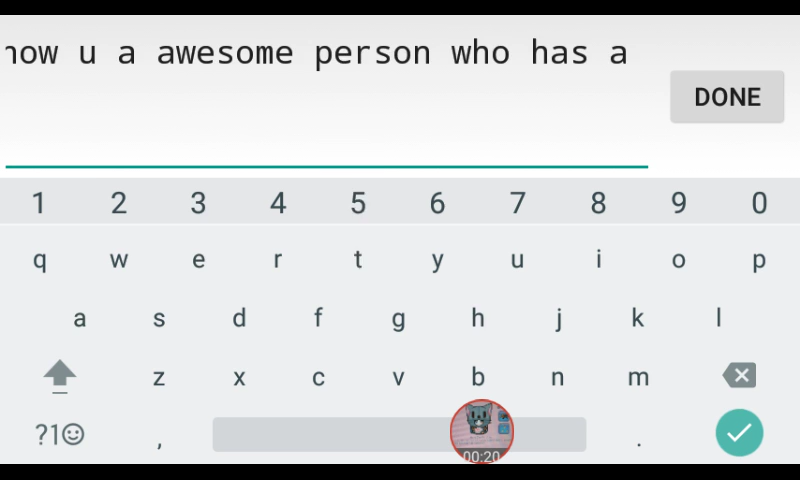 now u a awesome person who has a
DONE
1 2 3 4 5 6 7 8 9 0
q w e r t y u i o p
a s d f g h j k l
z x c v b n m
?1☺ , .
00:20